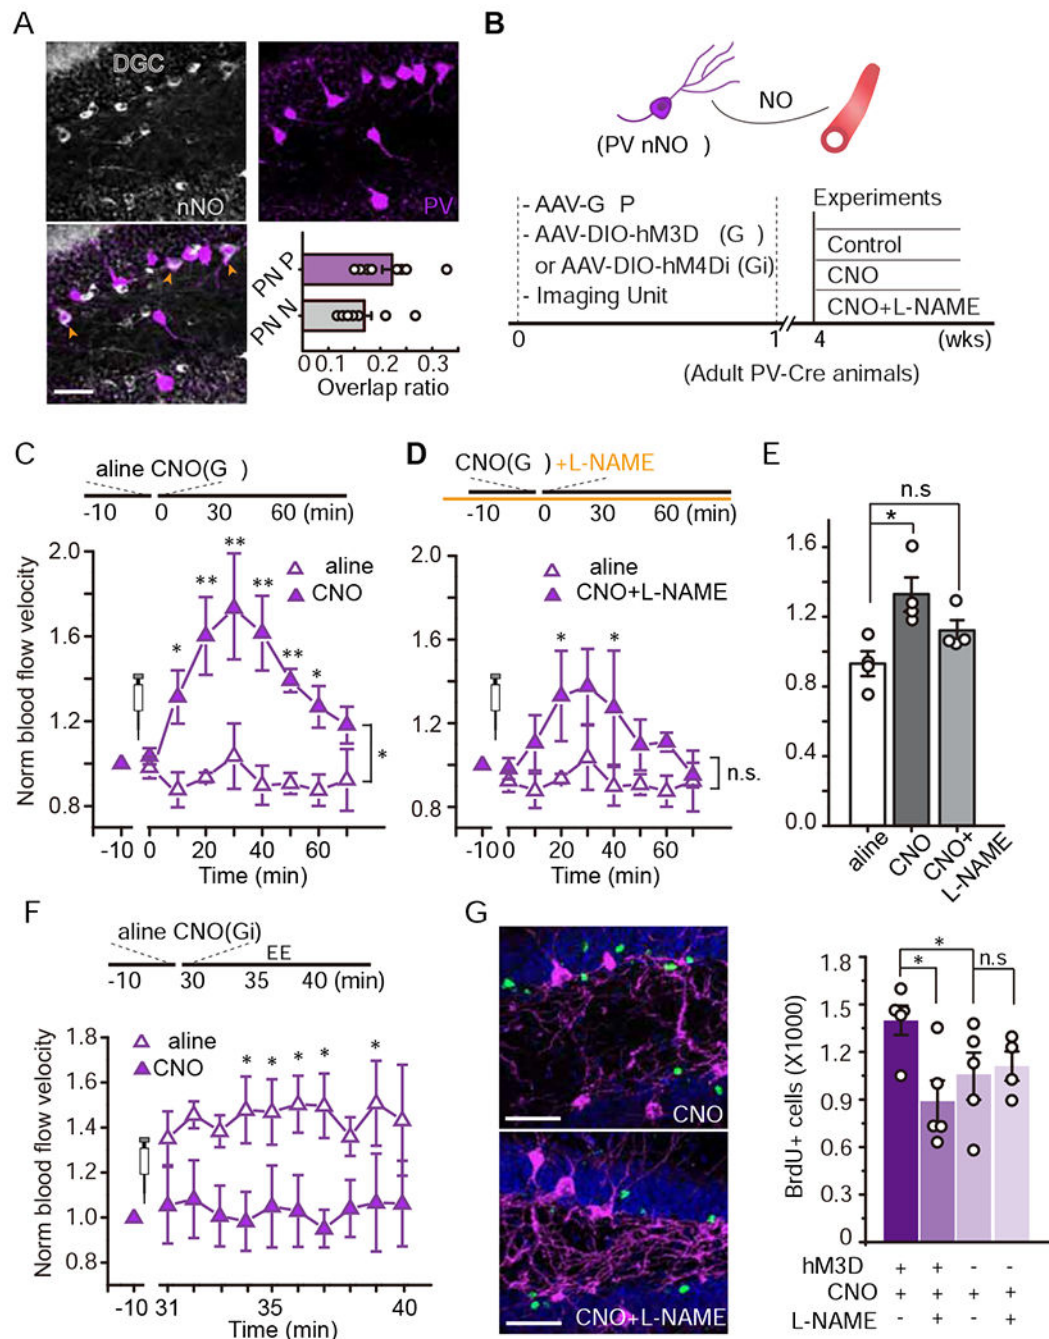 A
DGC
nNO
PV
PN P
PN N
0 0.1 0.2 0.3
Overlap ratio
B
NO
(PV nNO )
- AAV-G P
- AAV-DIO-hM3D (G )
or AAV-DIO-hM4Di (Gi)
- Imaging Unit
Experiments
Control
CNO
CNO+L-NAME
0 1 4 (wks)
(Adult PV-Cre animals)
C
aline CNO(G )
-10 0 30 60 (min)
Norm blood flow velocity
2.0
1.6
1.2
1.0
0.8
aline
CNO
* ** ** ** ** *
*
-10 0 20 40 60
Time (min)
D
CNO(G ) +L-NAME
-10 0 30 60 (min)
2.0
1.6
1.2
1.0
0.8
aline
CNO+L-NAME
* *
n.s.
-10 0 20 40 60
Time (min)
E
n.s
*
1.6
1.2
0.8
0.4
0.0
aline
CNO
CNO+
L-NAME
F
aline CNO(Gi)
EE
-10 30 35 40 (min)
Norm blood flow velocity
1.8
1.6
1.4
1.2
1.0
0.8
aline
CNO
* * * * *
-10 31 35 40
Time (min)
G
CNO
CNO+L-NAME
BrdU+ cells (X1000)
1.8
1.5
1.2
0.9
0.6
0.3
0
*
* n.s
hM3D + + - -
CNO + + + +
L-NAME - + - +